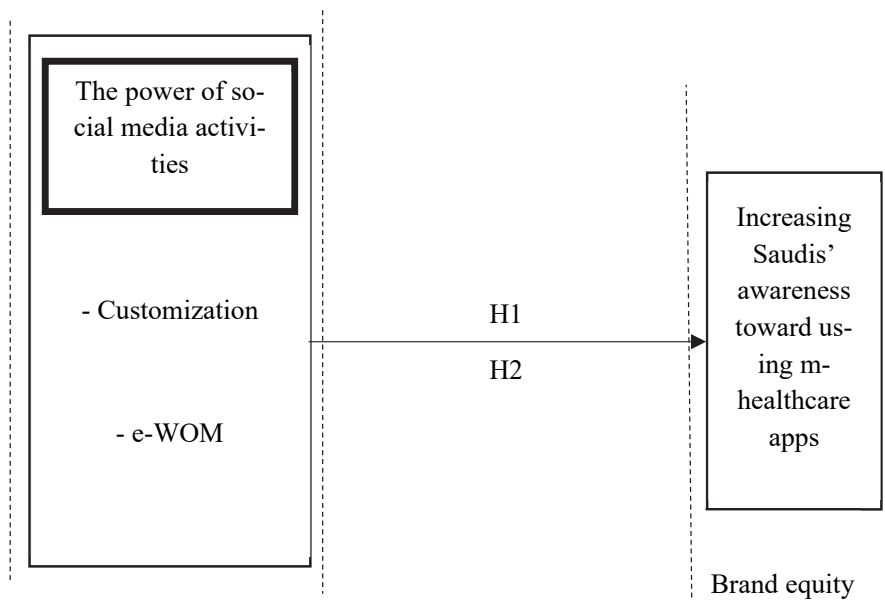 The power of so-
cial media activi-
ties
- Customization
- e-WOM
H1
H2
Increasing
Saudis’
awareness
toward us-
ing m-
healthcare
apps
Brand equity